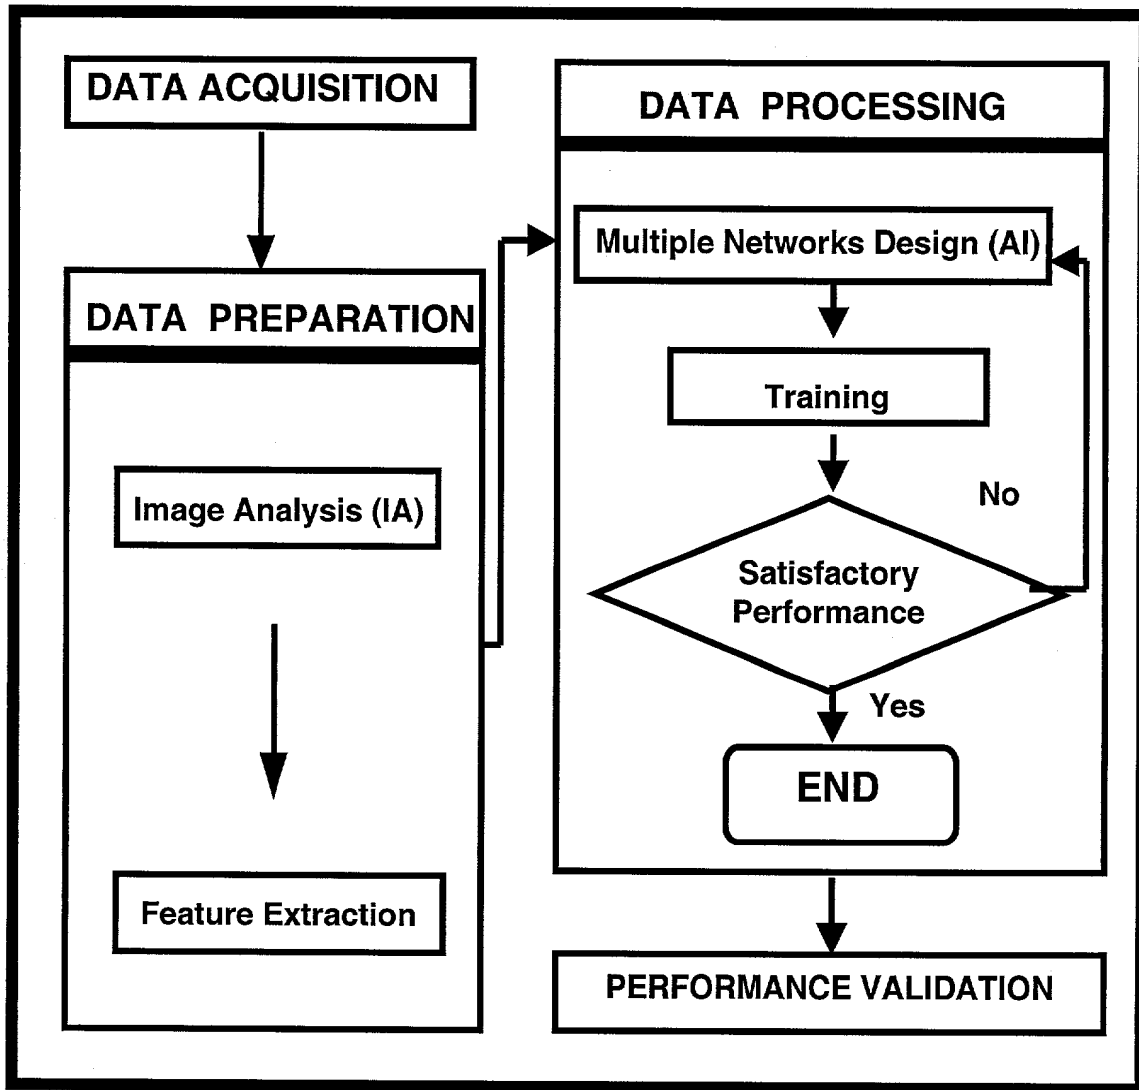 DATA ACQUISITION
DATA PREPARATION
Image Analysis (IA)
Feature Extraction
DATA PROCESSING
Multiple Networks Design (AI)
Training
No
Satisfactory
Performance
Yes
END
PERFORMANCE VALIDATION